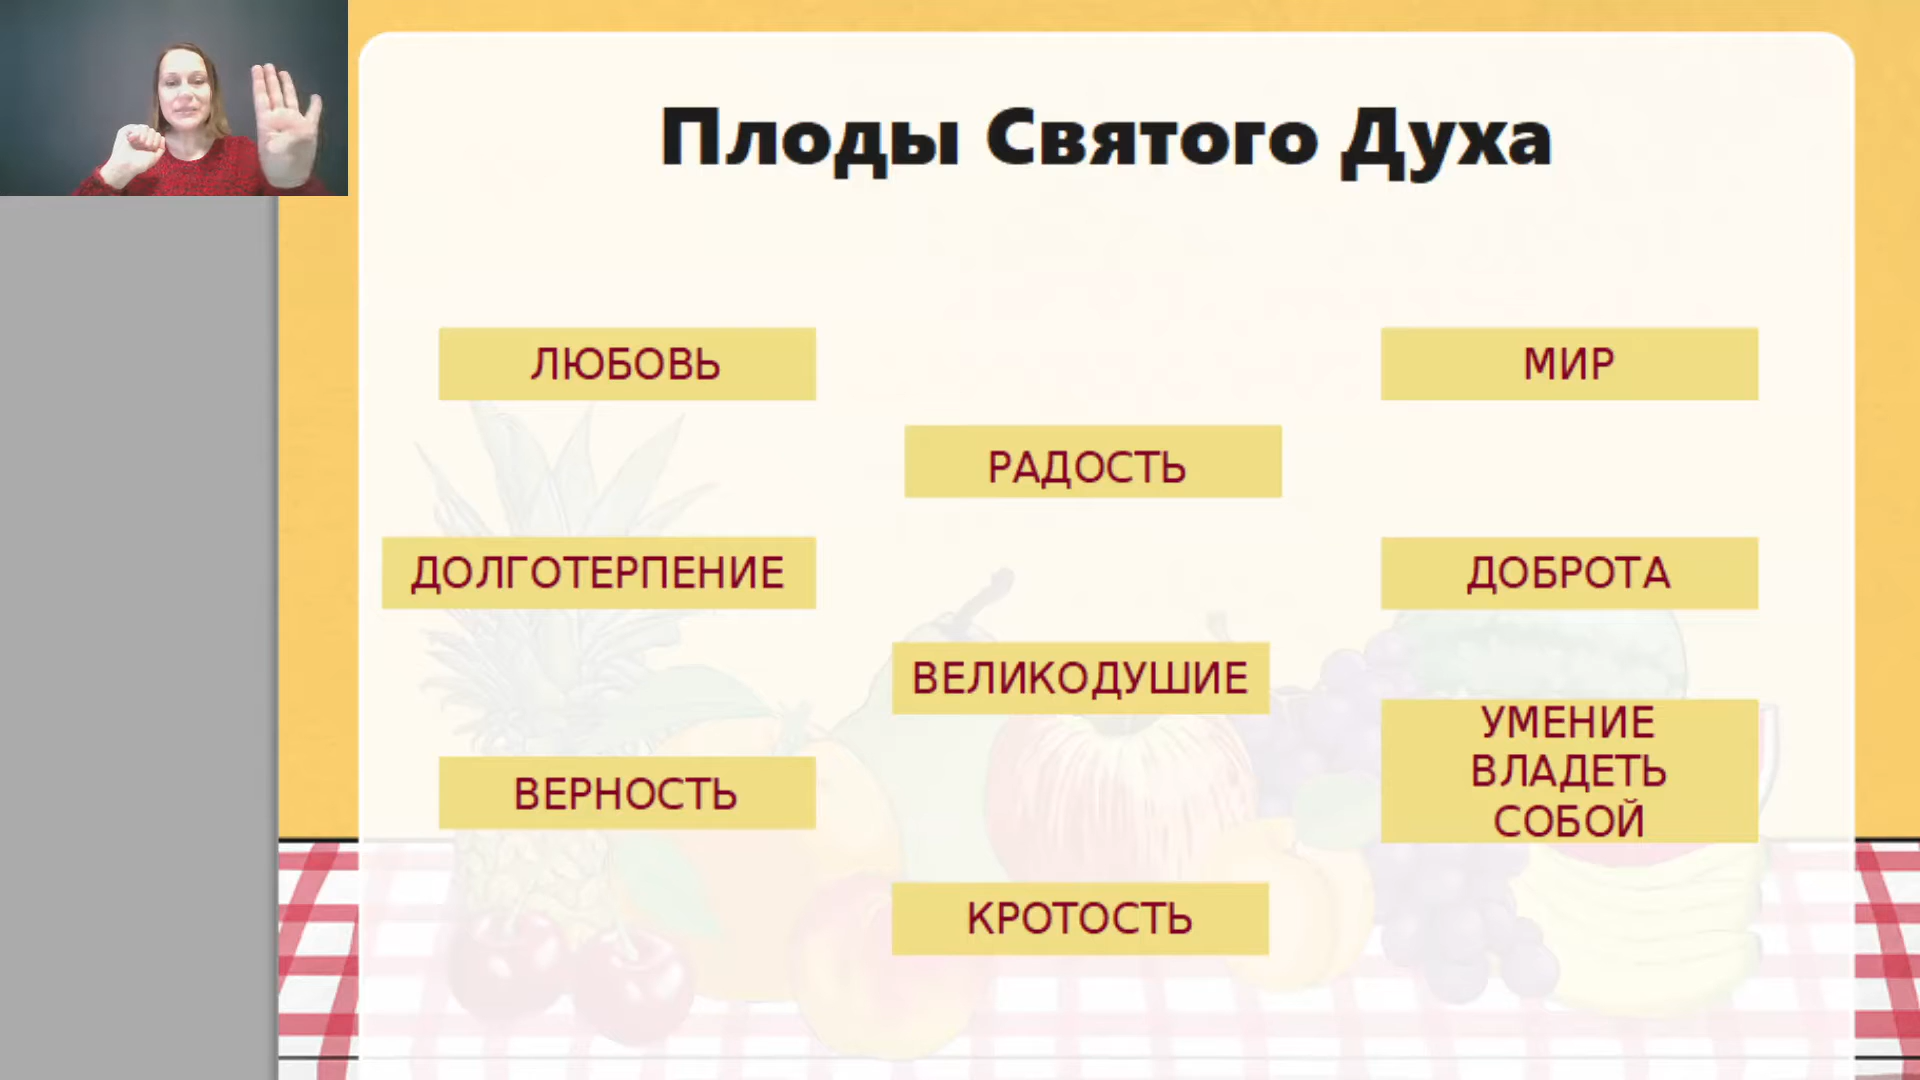 Плоды Святого Духа
ЛЮБОВЬ
МИР
РАДОСТЬ
ДОЛГОТЕРПЕНИЕ
ДОБРОТА
ВЕЛИКОДУШИЕ
УМЕНИЕ
ВЛАДЕТЬ
СОБОЙ
ВЕРНОСТЬ
КРОТОСТЬ